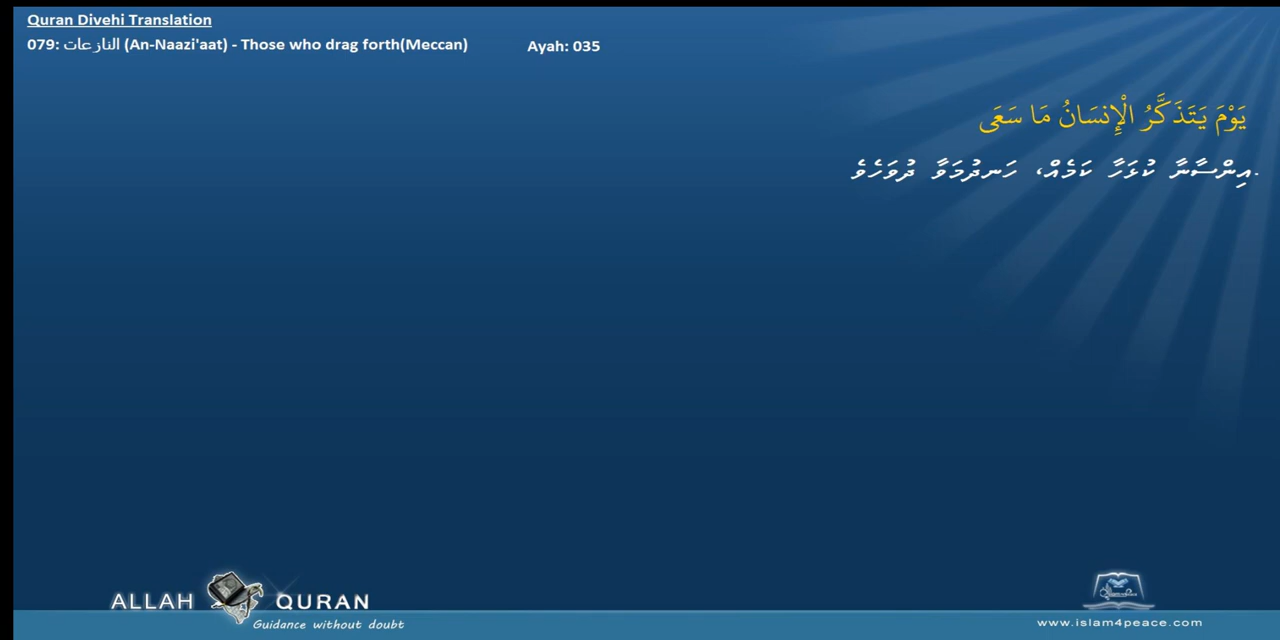 Quran Divehi Translation
079: النازعات (An-Naazi'aat) - Those who drag forth(Meccan) Ayah: 035
يَوْمَ يَتَذَكَّرُ الْإِنسَانُ مَا سَعَى
އިންސާނާ ކުޅަހާ ކަމެއް، ހަނދުމަވާ ދުވަހެވެ.
ALLAH QURAN
Guidance without doubt
www.islam4peace.com